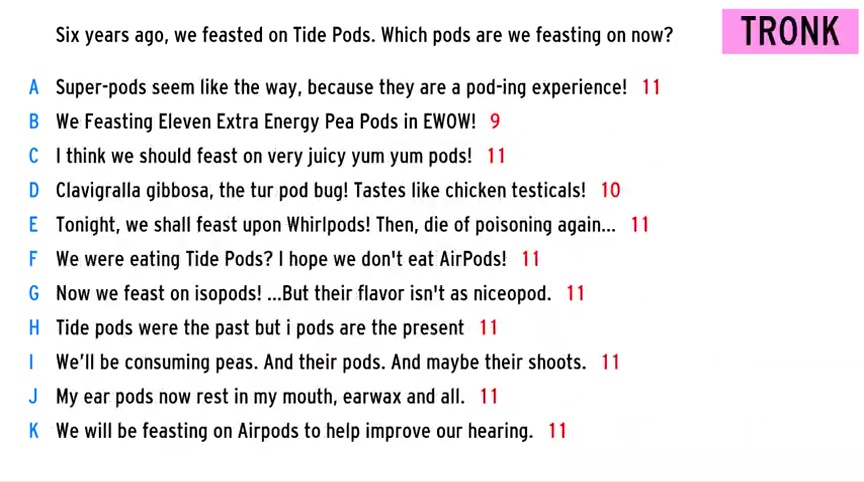 Six years ago, we feasted on Tide Pods. Which pods are we feasting on now?
TRONK
A Super-pods seem like the way, because they are a pod-ing experience! 11
B We Feasting Eleven Extra Energy Pea Pods in EWOW! 9
C I think we should feast on very juicy yum yum pods! 11
D Clavigralla gibbosa, the tur pod bug! Tastes like chicken testicals! 10
E Tonight, we shall feast upon Whirlpods! Then, die of poisoning again... 11
F We were eating Tide Pods? I hope we don't eat AirPods! 11
G Now we feast on isopods! ...But their flavor isn't as niceopod. 11
H Tide pods were the past but i pods are the present 11
I We'll be consuming peas. And their pods. And maybe their shoots. 11
J My ear pods now rest in my mouth, earwax and all. 11
K We will be feasting on Airpods to help improve our hearing. 11